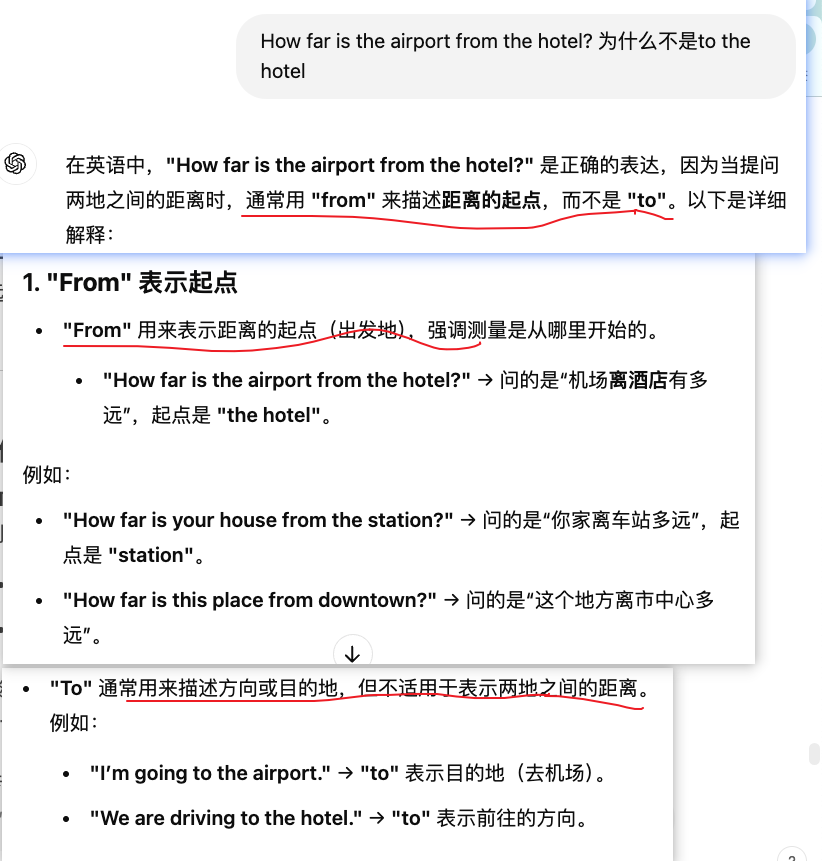 How far is the airport from the hotel? 为什么不是to the
hotel
在英语中，"How far is the airport from the hotel?" 是正确的表达，因为当提问
两地之间的距离时，通常用 "from" 来描述距离的起点，而不是 "to"。以下是详细
解释：
1. "From" 表示起点
• "From" 用来表示距离的起点（出发地），强调测量是从哪里开始的。
• "How far is the airport from the hotel?" → 问的是“机场离酒店有多
远”，起点是 "the hotel"。
例如：
• "How far is your house from the station?" → 问的是“你家离车站多远”，起
点是 "station"。
• "How far is this place from downtown?" → 问的是“这个地方离市中心多
远”。
• "To" 通常用来描述方向或目的地，但不适用于表示两地之间的距离。
例如：
• "I’m going to the airport." → "to" 表示目的地（去机场）。
• "We are driving to the hotel." → "to" 表示前往的方向。